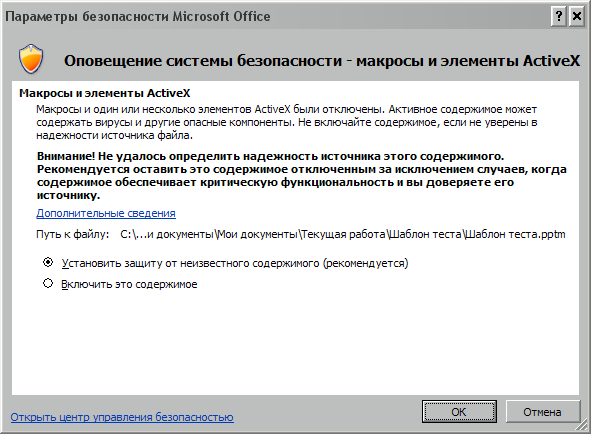 Параметры безопасности Microsoft Office
Оповещение системы безопасности - макросы и элементы ActiveX
Макросы и элементы ActiveX
Макросы и один или несколько элементов ActiveX были отключены. Активное содержимое может
содержать вирусы и другие опасные компоненты. Не включайте содержимое, если не уверены в
надежности источника файла.
Внимание! Не удалось определить надежность источника этого содержимого.
Рекомендуется оставить это содержимое отключенным за исключением случаев, когда
содержимое обеспечивает критическую функциональность и вы доверяете его
источнику.
Дополнительные сведения
Путь к файлу: C:\...и документы\Мои документы\Текущая работа\Шаблон теста\Шаблон теста.pptm
Установить защиту от неизвестного содержимого (рекомендуется)
Включить это содержимое
Открыть центр управления безопасностью
ОК
Отмена